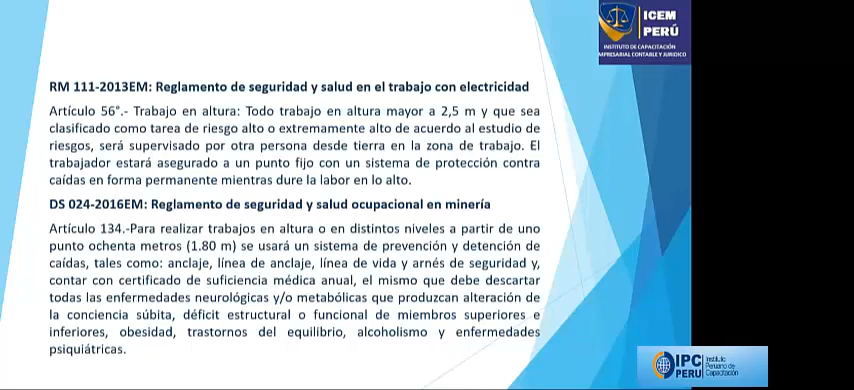 ICEM
PERÚ
INSTITUTO DE CAPACITACIÓN
EMPRESARIAL CONTABLE Y JURIDICO
RM 111-2013EM: Reglamento de seguridad y salud en el trabajo con electricidad
Artículo 56°.- Trabajo en altura: Todo trabajo en altura mayor a 2,5 m y que sea
clasificado como tarea de riesgo alto o extremamente alto de acuerdo al estudio de
riesgos, será supervisado por otra persona desde tierra en la zona de trabajo. El
trabajador estará asegurado a un punto fijo con un sistema de protección contra
caídas en forma permanente mientras dure la labor en lo alto.
DS 024-2016EM: Reglamento de seguridad y salud ocupacional en minería
Artículo 134.-Para realizar trabajos en altura o en distintos niveles a partir de uno
punto ochenta metros (1.80 m) se usará un sistema de prevención y detención de
caídas, tales como: anclaje, línea de anclaje, línea de vida y arnés de seguridad y,
contar con certificado de suficiencia médica anual, el mismo que debe descartar
todas las enfermedades neurológicas y/o metabólicas que produzcan alteración de
la conciencia súbita, déficit estructural o funcional de miembros superiores e
inferiores, obesidad, trastornos del equilibrio, alcoholismo y enfermedades
psiquiátricas.
IPC
PERU
Instituto
Peruano de
Capacitación